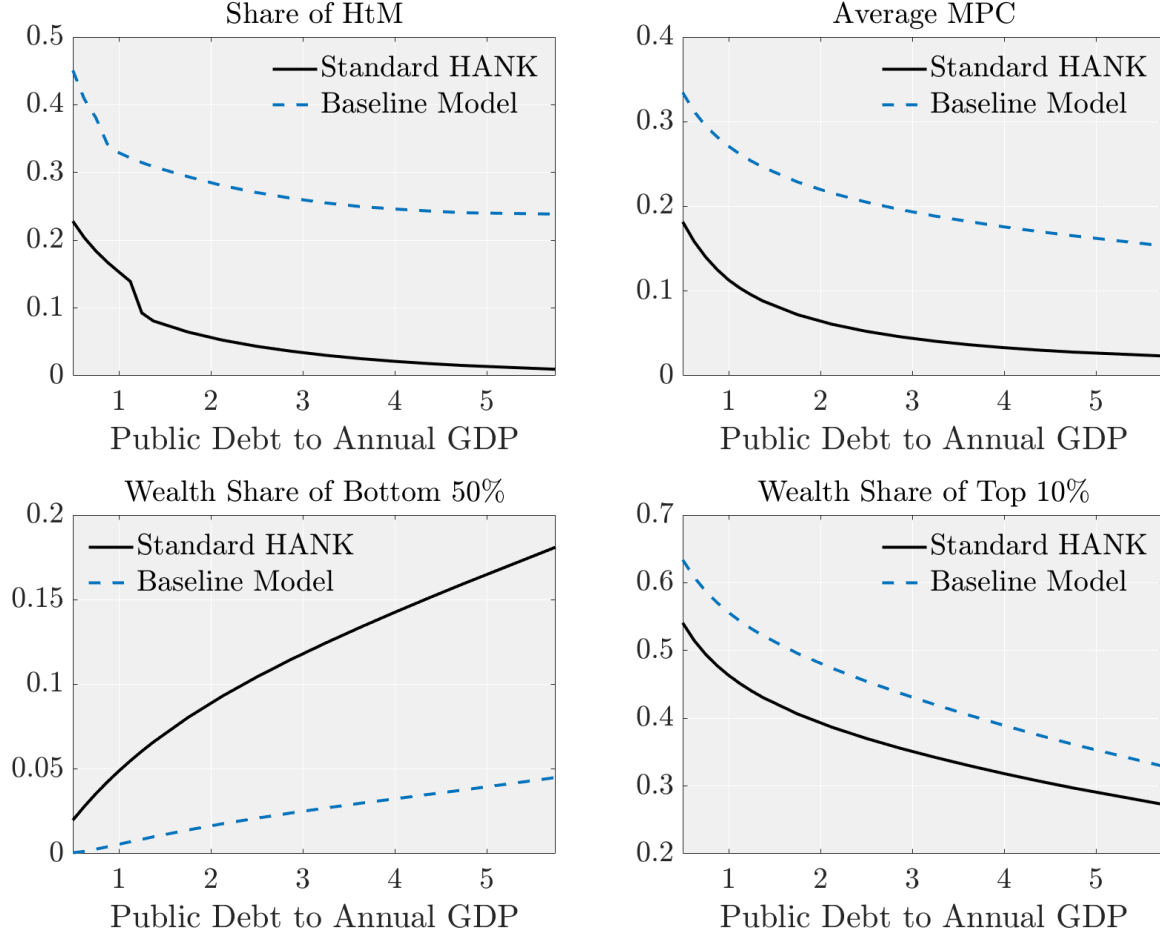 Share of HtM
0.5
0.4
0.3
0.2
0.1
0
Standard HANK
Baseline Model
1 2 3 4 5
Public Debt to Annual GDP
Average MPC
0.4
0.3
0.2
0.1
0
Standard HANK
Baseline Model
1 2 3 4 5
Public Debt to Annual GDP
Wealth Share of Bottom 50%
0.2
0.15
0.1
0.05
0
Standard HANK
Baseline Model
1 2 3 4 5
Public Debt to Annual GDP
Wealth Share of Top 10%
0.7
0.6
0.5
0.4
0.3
0.2
Standard HANK
Baseline Model
1 2 3 4 5
Public Debt to Annual GDP